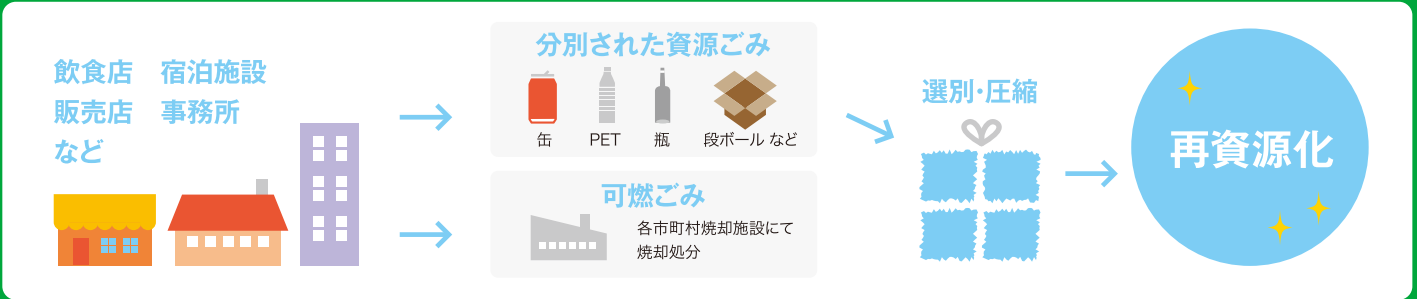 飲食店　宿泊施設
販売店　事務所
など
分別された資源ごみ
缶
PET
瓶
段ボール など
可燃ごみ
各市町村焼却施設にて
焼却処分
選別・圧縮
再資源化